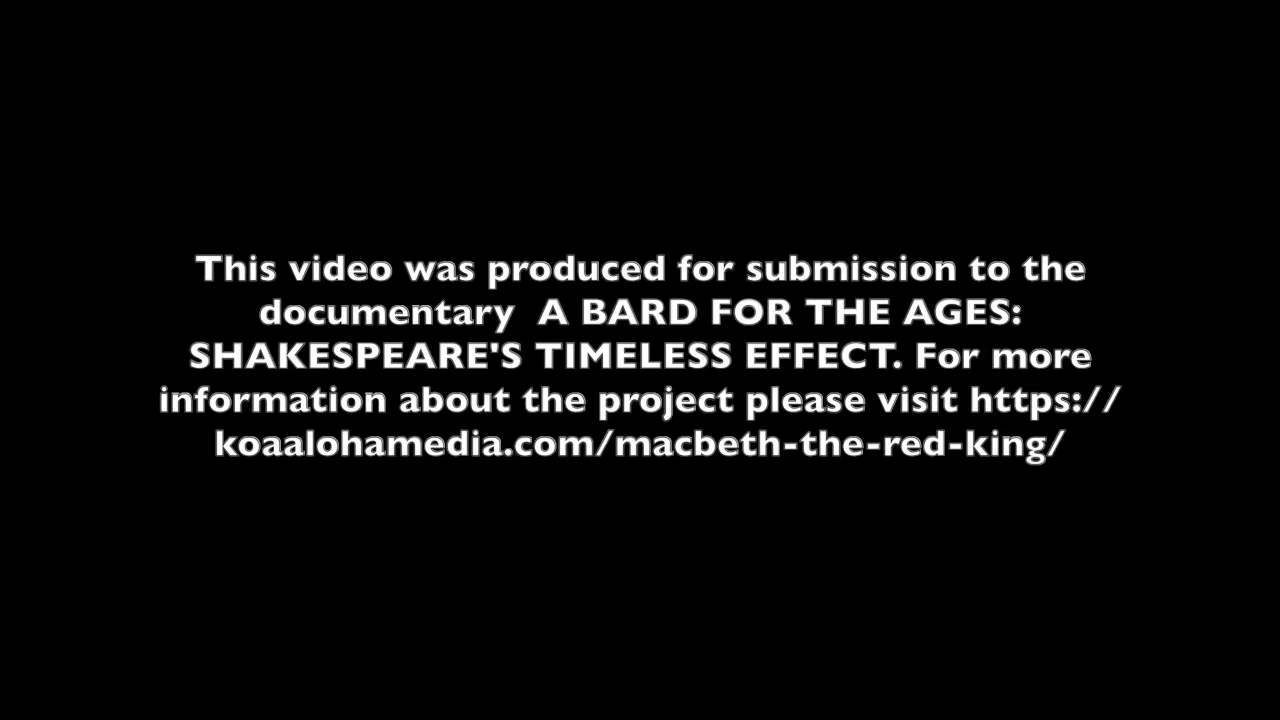 This video was produced for submission to the
documentary  A BARD FOR THE AGES:
SHAKESPEARE'S TIMELESS EFFECT. For more
information about the project please visit https://
koaalohamedia.com/macbeth-the-red-king/